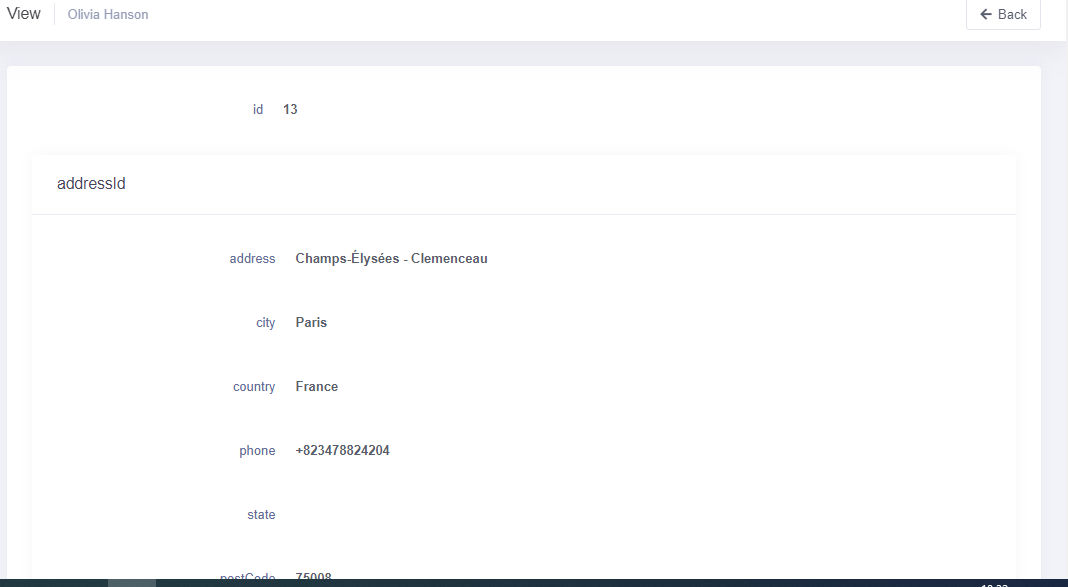 View Olivia Hanson Back
id 13
addressId
address Champs-Élysées - Clemenceau
city Paris
country France
phone +823478824204
state
postCode 75008